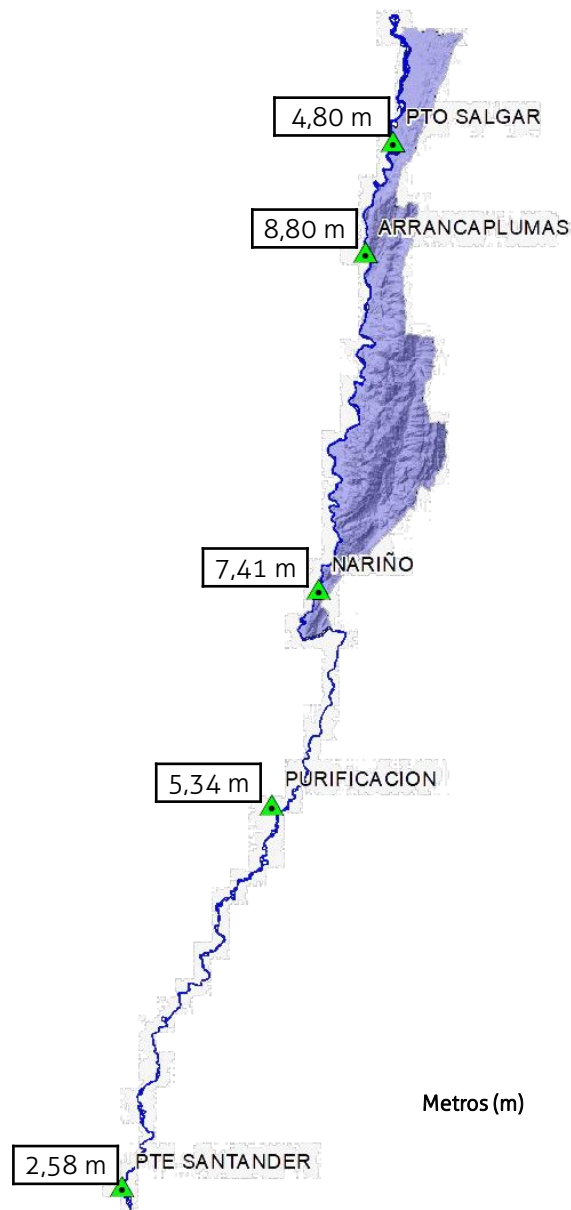 4,80 m PTO SALGAR
8,80 m ARRANCAPLUMAS
7,41 m NARIÑO
5,34 m PURIFICACION
Metros (m)
2,58 m PTE SANTANDER